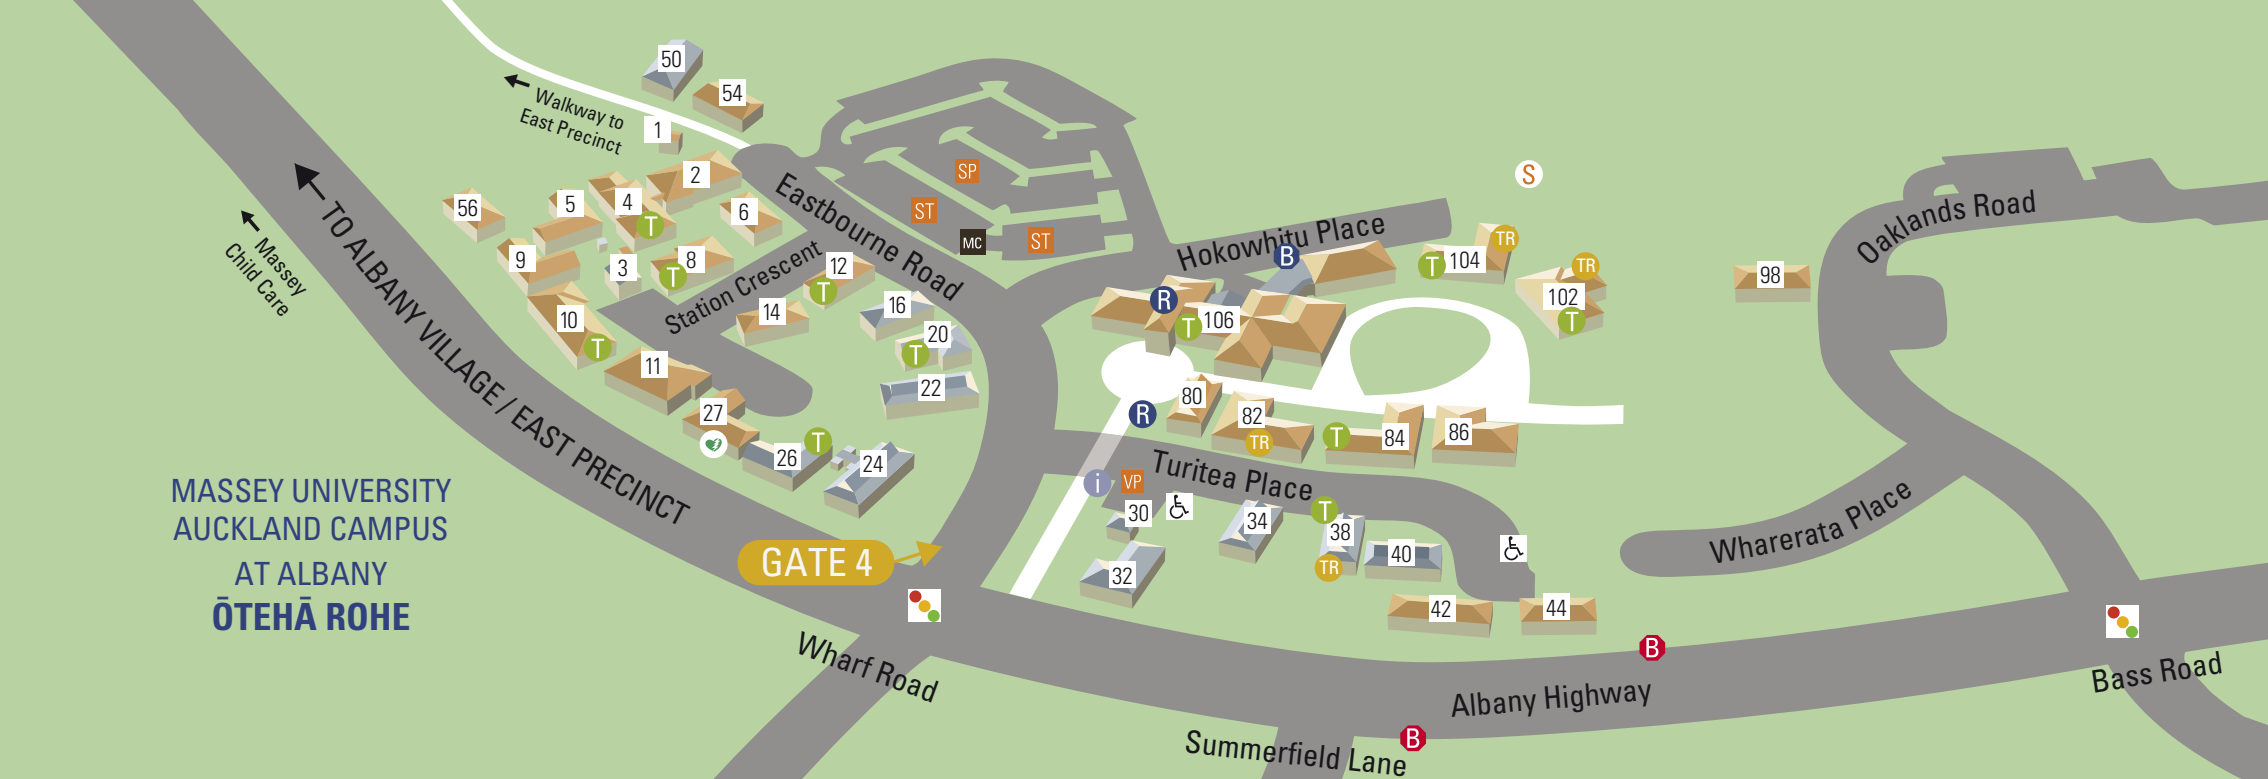 50
54
Walkway to
East Precinct
1
2
SP
S
4
T
5
6
56
Eastbourne Road
ST
ST
MC
Hokowhitu Place
B
Oaklands Road
TO ALBANY VILLAGE / EAST PRECINCT
Massey
Child Care
9
3
8
T
12
T
Station Crescent
T
104
TR
TR
102
T
98
10
T
14
16
20
T
R
T
106
11
22
27
80
R
82
TR
T
84
86
26
T
24
Turitea Place
i
VP
30
34
T
38
TR
40
32
42
44
Wharerata Place
MASSEY UNIVERSITY
AUCKLAND CAMPUS
AT ALBANY
ŌTEHĀ ROHE
GATE 4
Wharf Road
B
Albany Highway
Bass Road
B
Summerfield Lane